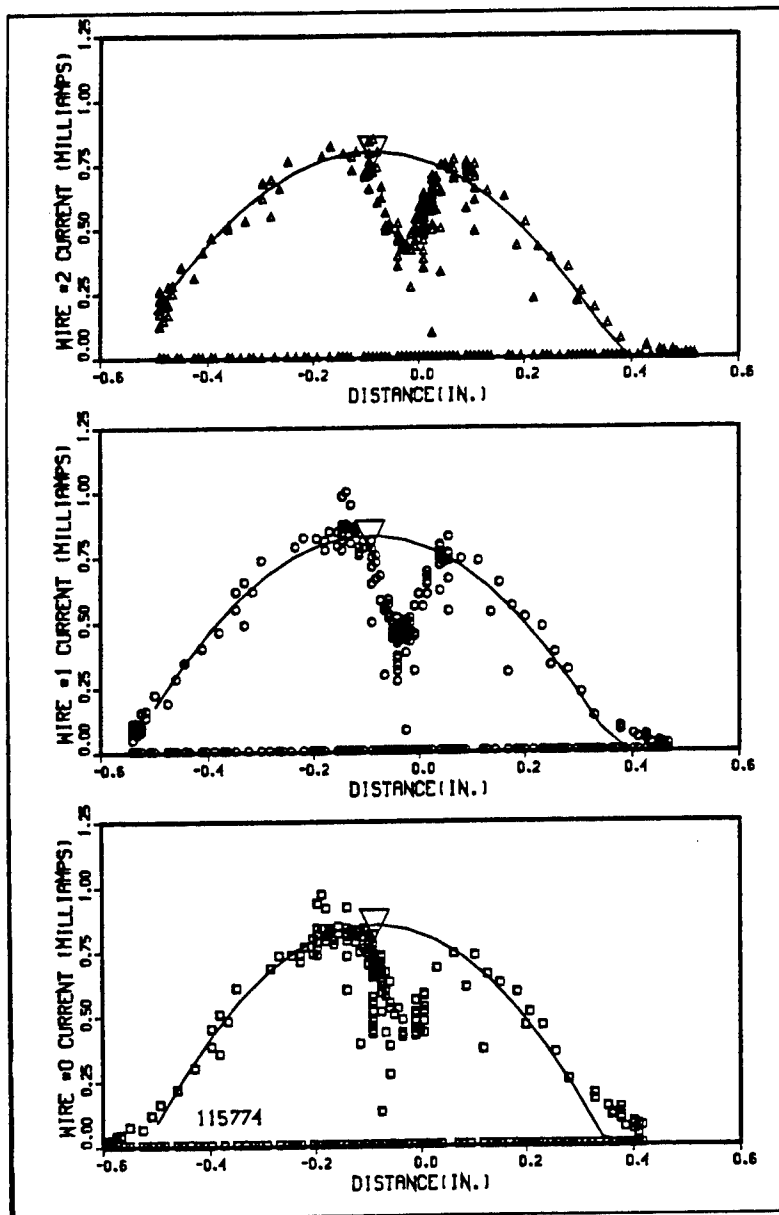 WIRE #2 CURRENT (MILLIAMPS)
1.25
1.00
0.75
0.50
0.25
0.00
-0.6 -0.4 -0.2 0.0 0.2 0.4 0.6
DISTANCE(IN.)
WIRE #1 CURRENT (MILLIAMPS)
1.25
1.00
0.75
0.50
0.25
0.00
-0.6 -0.4 -0.2 0.0 0.2 0.4 0.6
DISTANCE(IN.)
WIRE #0 CURRENT (MILLIAMPS)
1.25
1.00
0.75
0.50
0.25
0.00
115774
-0.6 -0.4 -0.2 0.0 0.2 0.4 0.6
DISTANCE(IN.)